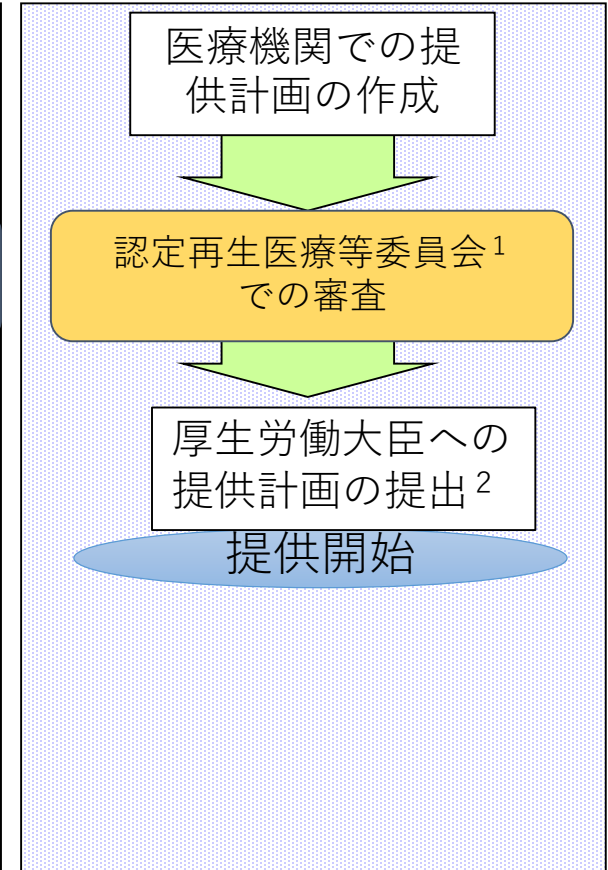 医療機関での提
供計画の作成
認定再生医療等委員会1
での審査
厚生労働大臣への
提供計画の提出2
提供開始